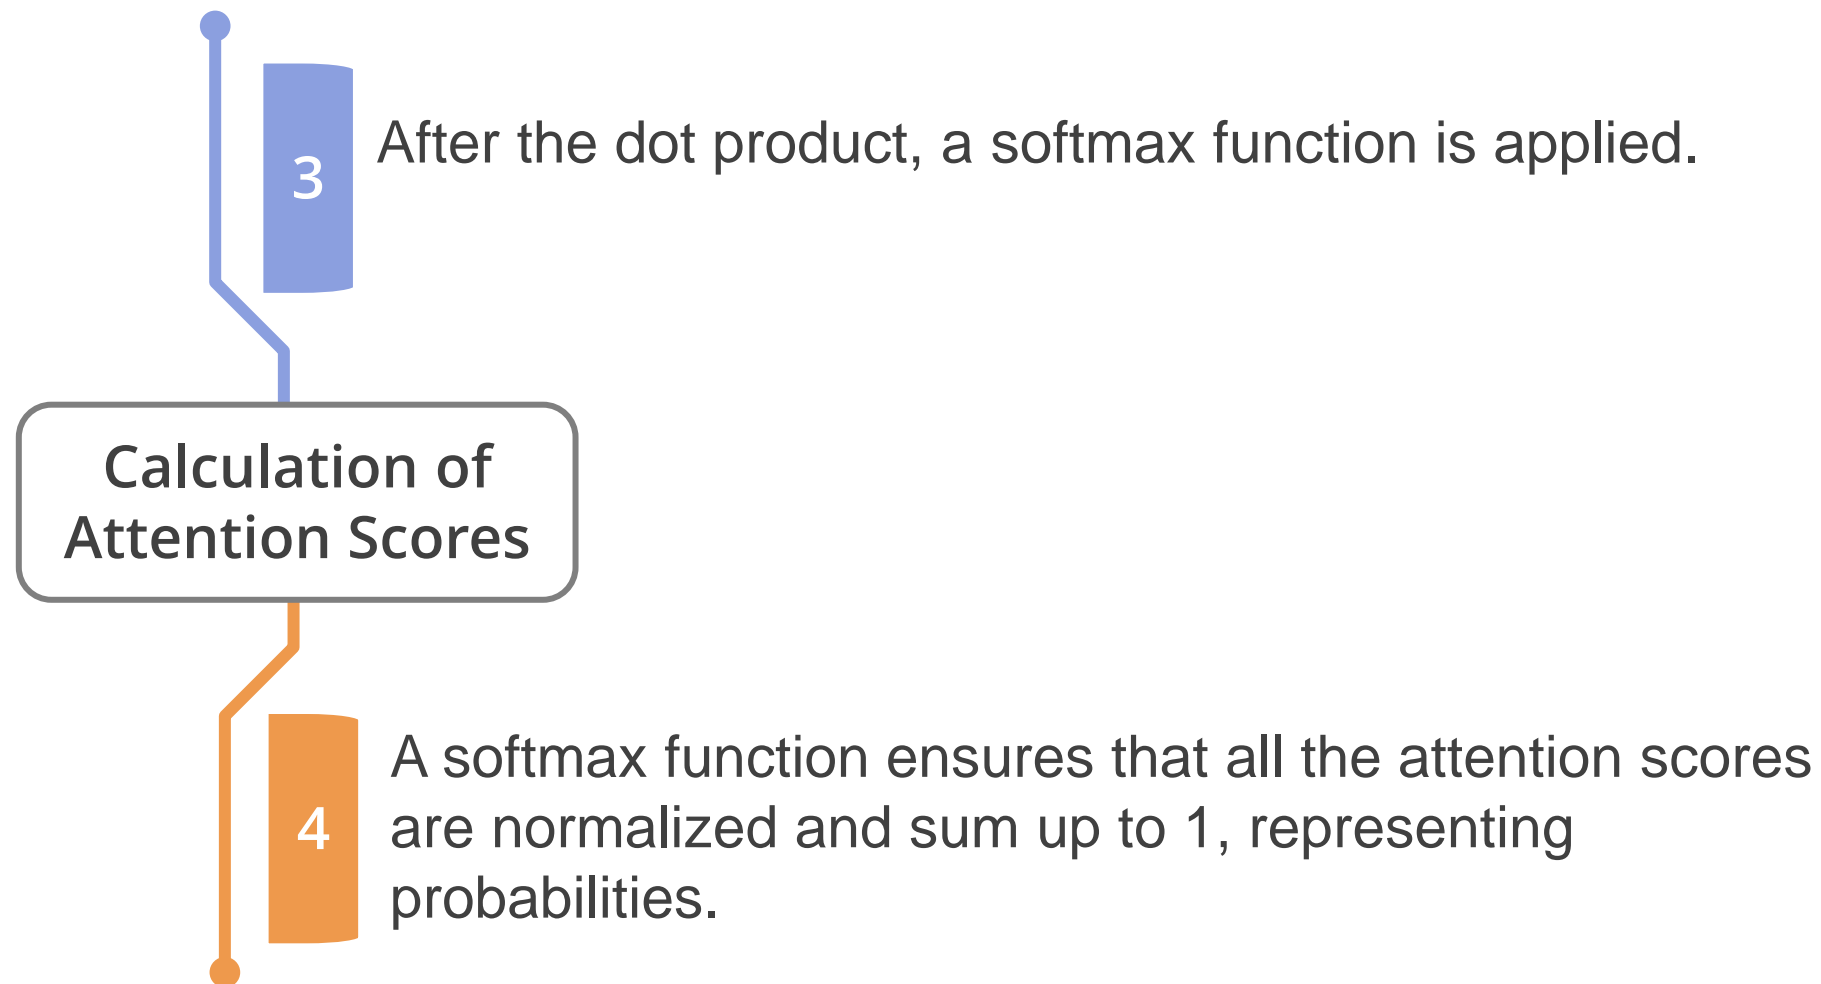 3
After the dot product, a softmax function is applied.
Calculation of
Attention Scores
4
A softmax function ensures that all the attention scores
are normalized and sum up to 1, representing
probabilities.